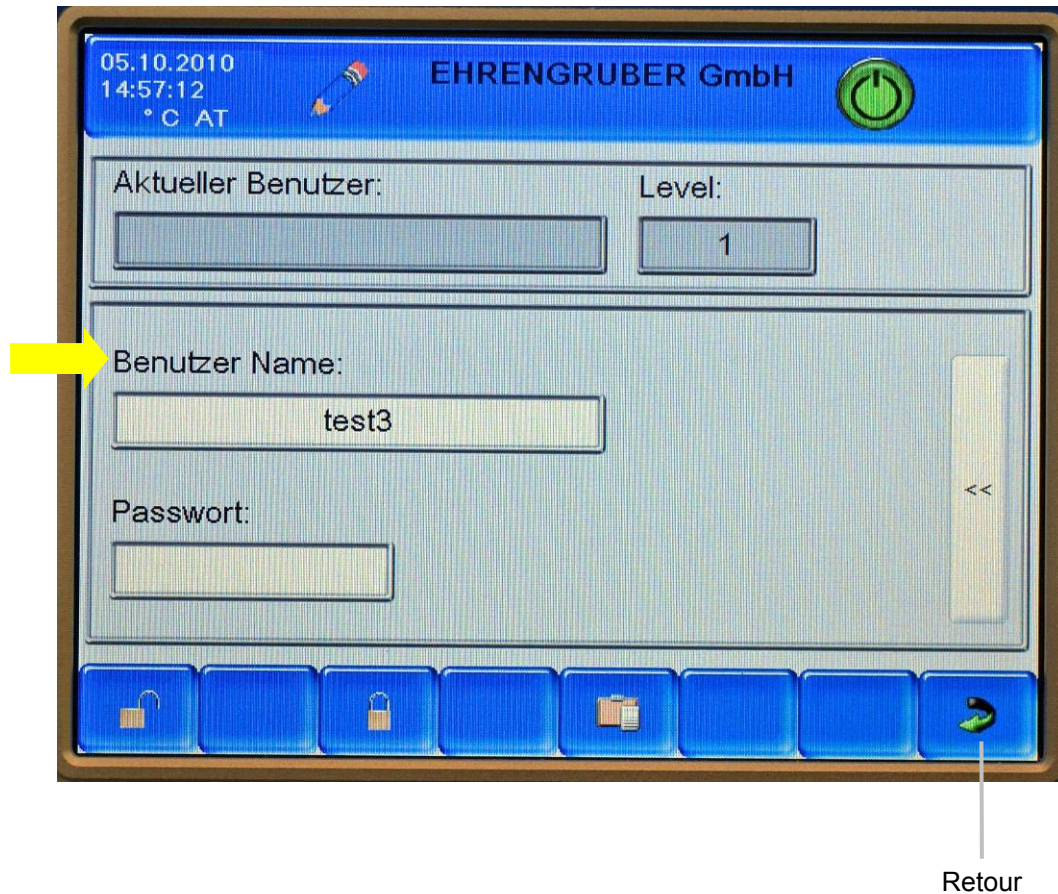 05.10.2010
14:57:12
° C AT
EHRENGRUBER GmbH
Aktueller Benutzer:
Level:
1
Benutzer Name:
test3
Passwort:
<<
Retour